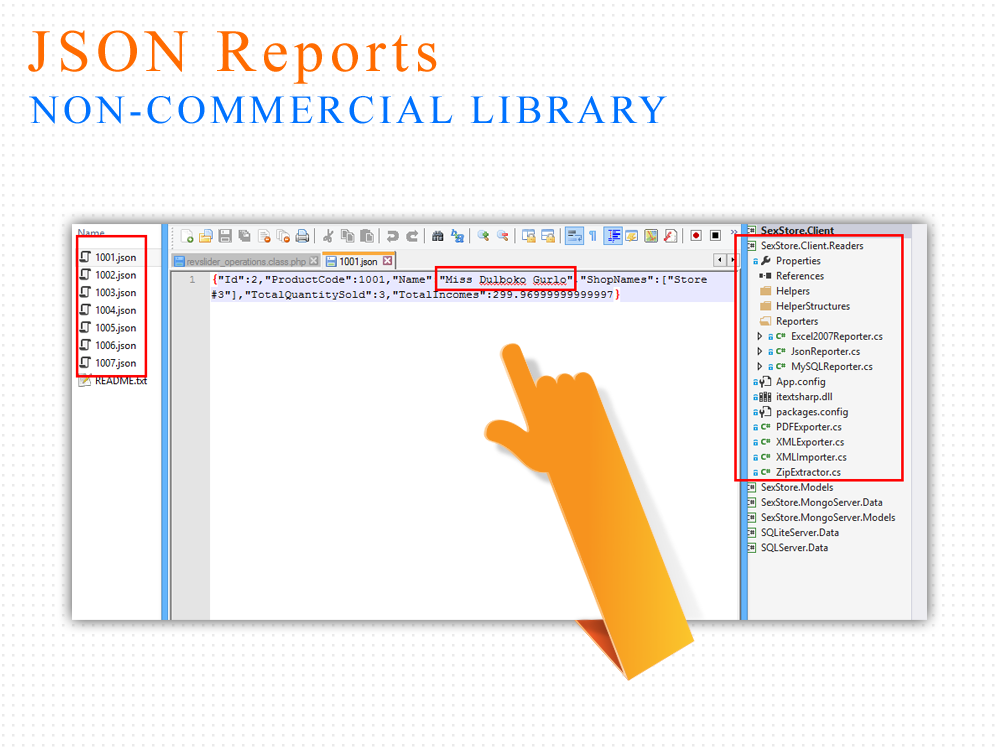 JSON Reports
NON-COMMERCIAL LIBRARY
Name
1001.json
1002.json
1003.json
1004.json
1005.json
1006.json
1007.json
README.txt
revslider_operations.class.php
1001.json
1
{"Id":2,"ProductCode":1001,"Name":"Miss Dulboko Gurlo","ShopNames":["Store
#3"],"TotalQuantitySold":3,"TotalIncomes":299.96999999999997}
SexStore.Client
SexStore.Client.Readers
Properties
References
Helpers
HelperStructures
Reporters
C# Excel2007Reporter.cs
C# JsonReporter.cs
C# MySQLReporter.cs
App.config
itextsharp.dll
packages.config
C# PDFExporter.cs
C# XMLExporter.cs
C# XMLImporter.cs
C# ZipExtractor.cs
SexStore.Models
SexStore.MongoServer.Data
SexStore.MongoServer.Models
SQLiteServer.Data
SQLServer.Data